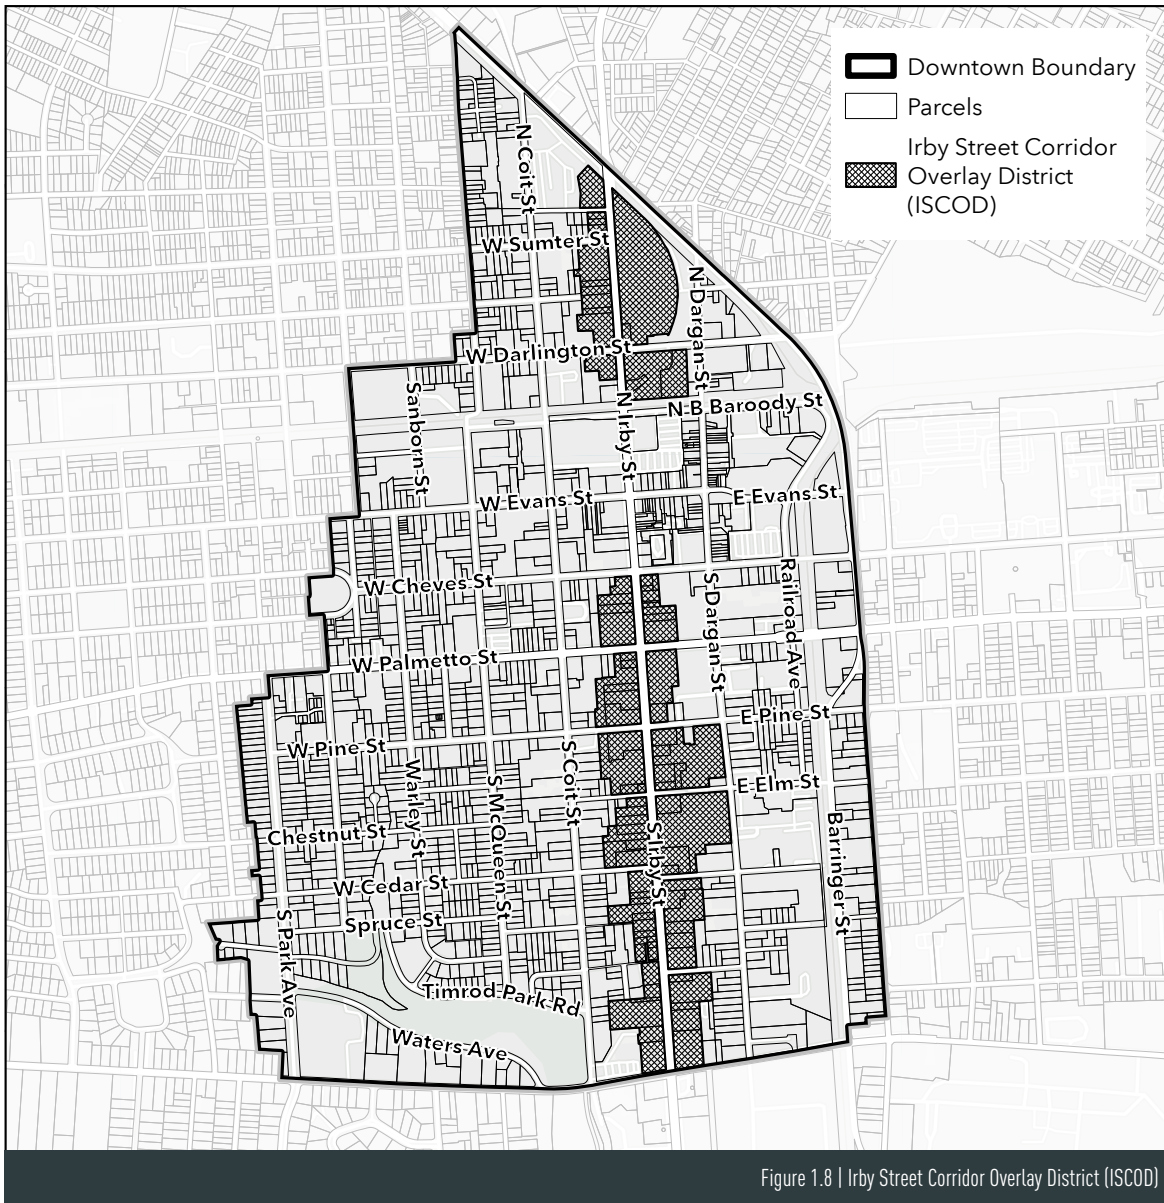 Downtown Boundary
Parcels
Irby Street Corridor
Overlay District
(ISCOD)
N Coit St
W Sumter St
N Dargan St
W Darlington St
Sanborn St
N Irby St
N B Baroody St
W Evans St
E Evans St
W Cheves St
S Dargan St
Railroad Ave
W Palmetto St
E Pine St
W Pine St
S Coit St
Warley St
S McQueen St
E Elm St
Chestnut St
S Irby St
Barringer St
W Cedar St
Spruce St
S Park Ave
Timrod Park Rd
Waters Ave
Figure 1.8 | Irby Street Corridor Overlay District (ISCOD)